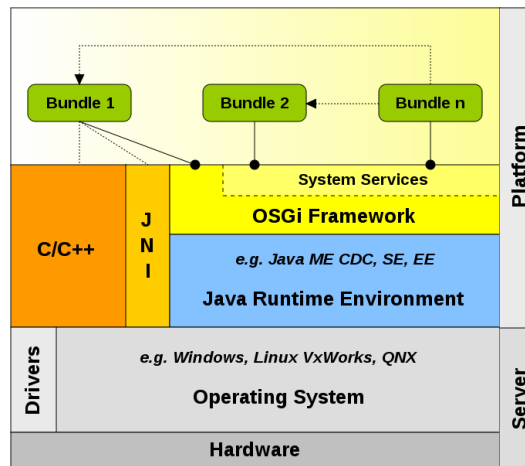 Bundle 1
Bundle 2
Bundle n
System Services
OSGi Framework
C/C++
J
N
I
e.g. Java ME CDC, SE, EE
Java Runtime Environment
Platform
Drivers
e.g. Windows, Linux VxWorks, QNX
Operating System
Hardware
Server